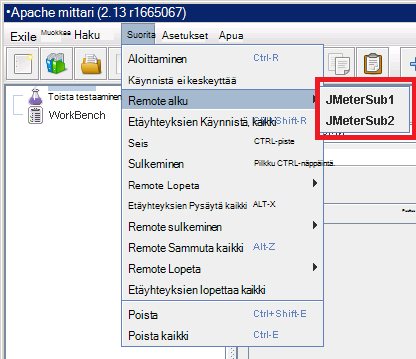 •Apache mittari (2.13 r1665067)
Exile Muokkaa Haku Suorita Asetukset Apua
Toista testaaminen
WorkBench
Aloittaminen Ctrl-R
Käynnistä ei keskeyttää
Remote alku
JMeterSub1
JMeterSub2
Etäyhteyksien Käynnistä, kaikki Shift-R
Seis CTRL-piste
Sulkeminen Pilkku CTRL-näppäintä.
Remote Lopeta
Etäyhteyksien Pysäytä kaikki ALT-X
Remote sulkeminen
Remote Sammuta kaikki Alt-Z
Remote Lopeta
Etäyhteyksien lopettaa kaikki
Poista Ctrl+Shift-E
Poista kaikki Ctrl-E